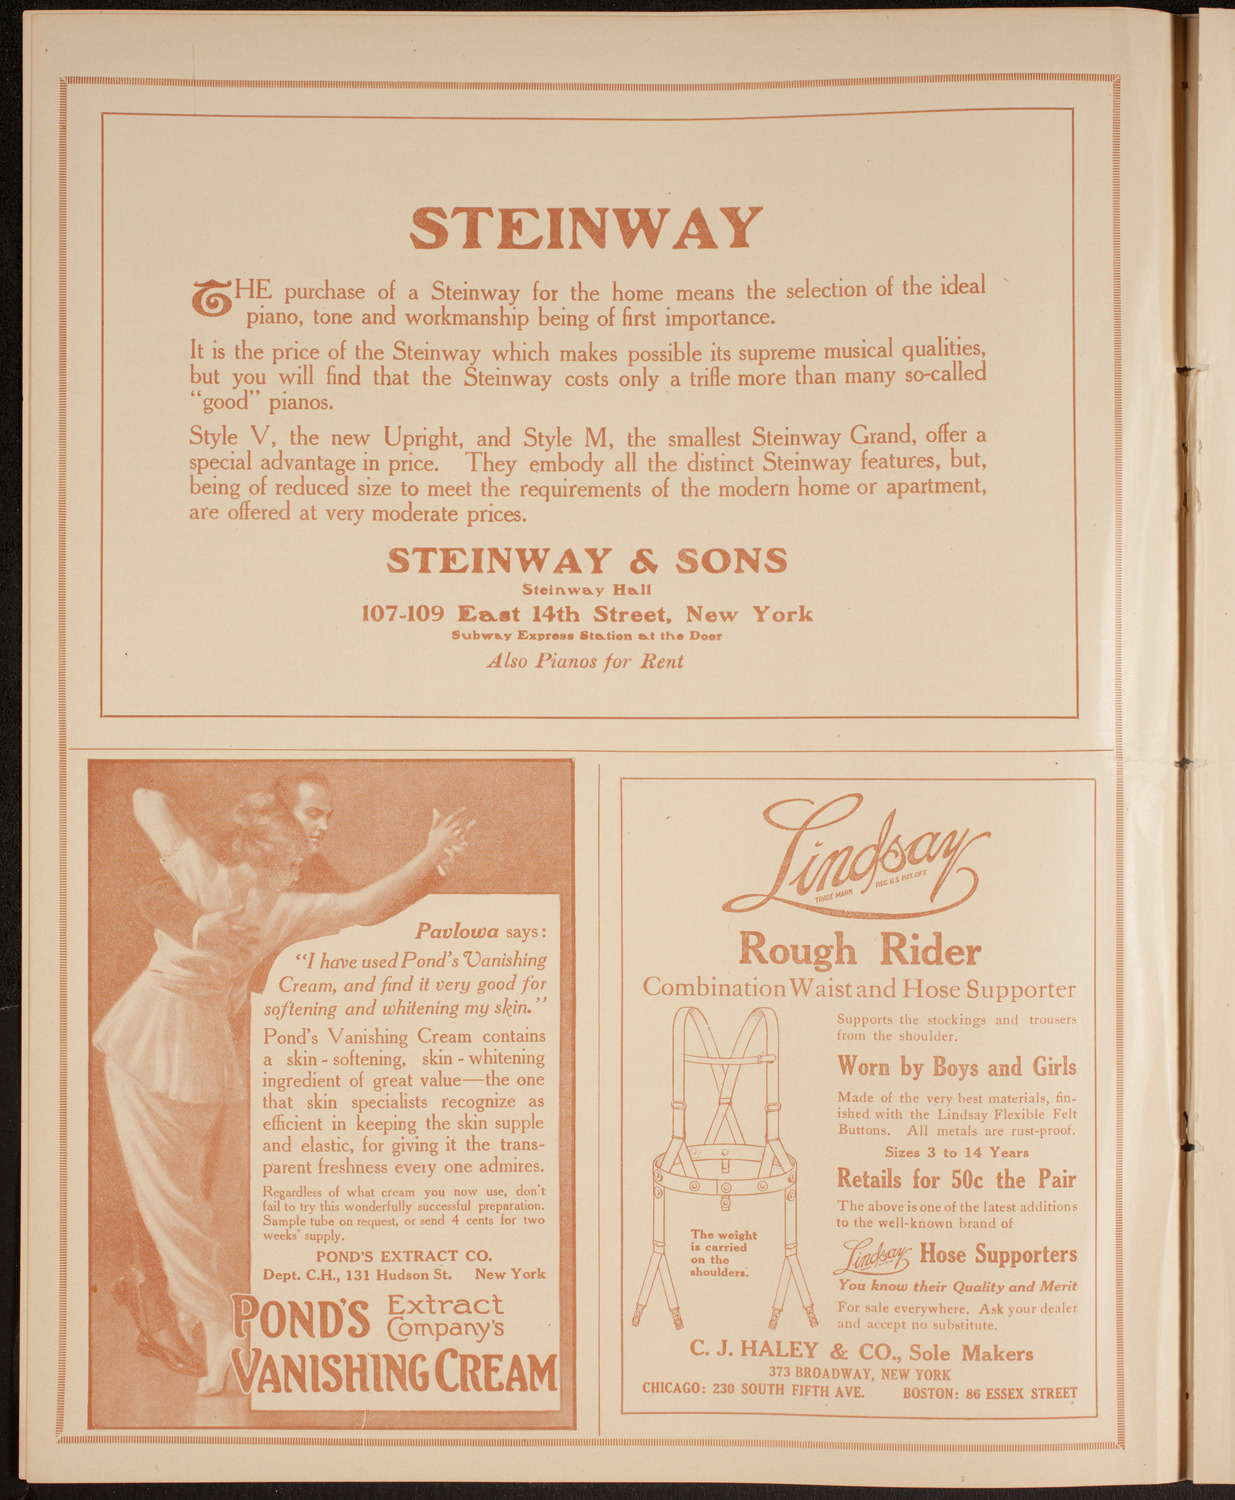 STEINWAY
THE purchase of a Steinway for the home means the selection of the ideal
piano, tone and workmanship being of first importance.
It is the price of the Steinway which makes possible its supreme musical qualities,
but you will find that the Steinway costs only a trifle more than many so-called
"good" pianos.
Style V, the new Upright, and Style M, the smallest Steinway Grand, offer a
special advantage in price. They embody all the distinct Steinway features, but,
being of reduced size to meet the requirements of the modern home or apartment,
are offered at very moderate prices.
STEINWAY & SONS
Steinway Hall
107-109 East 14th Street, New York
Subway Express Station at the Door
Also Pianos for Rent
Pavlowa says:
"I have used Pond's Vanishing
Cream, and find it very good for
softening and whitening my skin."
Pond's Vanishing Cream contains
a skin-softening, skin-whitening
ingredient of great value—the one
that skin specialists recognize as
efficient in keeping the skin supple
and elastic, for giving it the trans-
parent freshness every one admires.
Regardless of what cream you now use, don't
fail to try this wonderfully successful preparation.
Sample tube on request, or send 4 cents for two
weeks' supply.
POND'S EXTRACT CO.
Dept. C.H., 131 Hudson St. New York
POND'S Extract
Company's
VANISHING CREAM
Lindsay
TRADE MARK REG. U.S. PAT. OFF.
Rough Rider
Combination Waist and Hose Supporter
Supports the stockings and trousers
from the shoulder.
Worn by Boys and Girls
Made of the very best materials, fin-
ished with the Lindsay Flexible Felt
Buttons. All metals are rust-proof.
Sizes 3 to 14 Years
Retails for 50c the Pair
The above is one of the latest additions
to the well-known brand of
Lindsay Hose Supporters
You know their Quality and Merit
For sale everywhere. Ask your dealer
and accept no substitute.
The weight
is carried
on the
shoulders.
C. J. HALEY & CO., Sole Makers
373 BROADWAY, NEW YORK
CHICAGO: 230 SOUTH FIFTH AVE. BOSTON: 86 ESSEX STREET